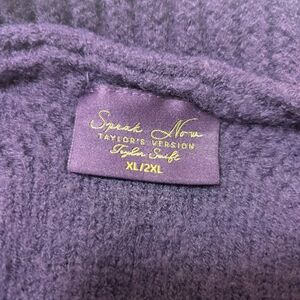 Speak Now
TAYLOR'S VERSION
Taylor Swift
XL/2XL